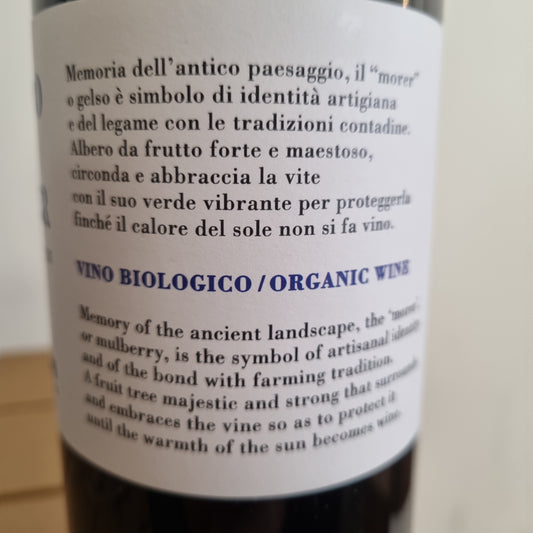 Memoria dell'antico paesaggio, il "morer"
o gelso è simbolo di identità artigiana
e del legame con le tradizioni contadine.
Albero da frutto forte e maestoso,
circonda e abbraccia la vite
con il suo verde vibrante per proteggerla
finché il calore del sole non si fa vino.
VINO BIOLOGICO / ORGANIC WINE
Memory of the ancient landscape, the
or mulberry, is the symbol of artisanal identity
and of the bond with farming tradition.
A fruit tree majestic and strong that surrounds
and embraces the vine so as to protect it
until the warmth of the sun becomes wine.